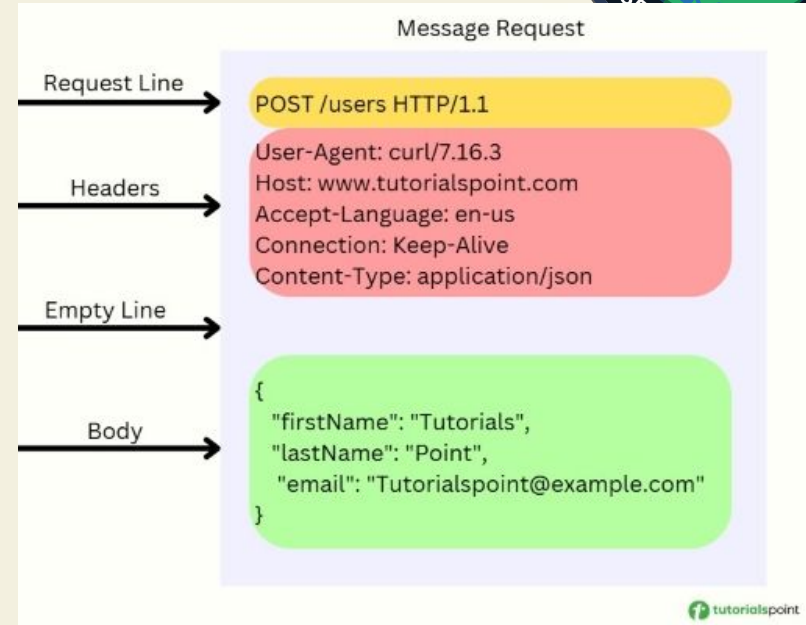 Message Request
Request Line
POST /users HTTP/1.1
Headers
User-Agent: curl/7.16.3
Host: www.tutorialspoint.com
Accept-Language: en-us
Connection: Keep-Alive
Content-Type: application/json
Empty Line
Body
{
"firstName": "Tutorials",
"lastName": "Point",
"email": "Tutorialspoint@example.com"
}
tutorialspoint